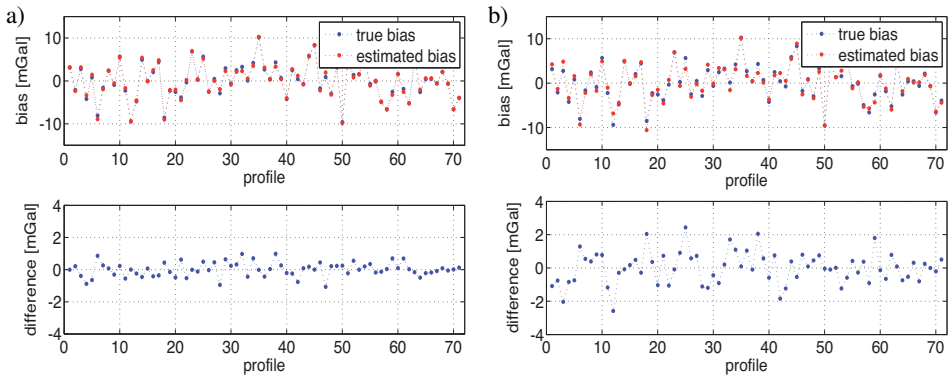 a)
true bias
estimated bias
bias [mGal]
10
0
-10
0 10 20 30 40 50 60 70
profile
difference [mGal]
4
2
0
-2
-4
0 10 20 30 40 50 60 70
profile
b)
true bias
estimated bias
bias [mGal]
10
0
-10
0 10 20 30 40 50 60 70
profile
difference [mGal]
4
2
0
-2
-4
0 10 20 30 40 50 60 70
profile